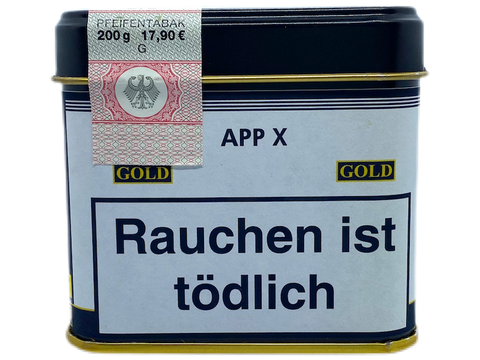 PFEIFENTABAK
200 g 17,90 €
G
APP X
GOLD GOLD
Rauchen ist
tödlich